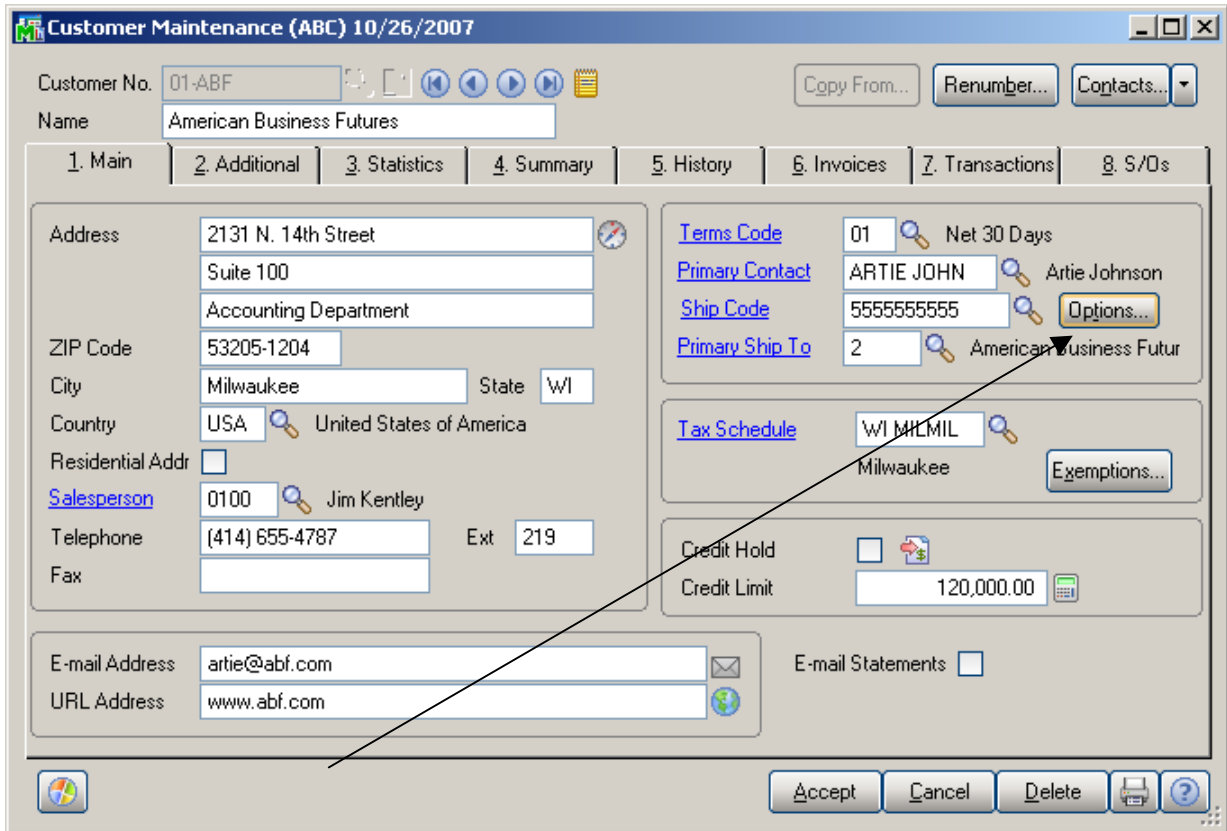 Customer Maintenance (ABC) 10/26/2007
Customer No. 01-ABF Copy From... Renumber... Contacts...
Name American Business Futures
1. Main 2. Additional 3. Statistics 4. Summary 5. History 6. Invoices 7. Transactions 8. S/Os
Address 2131 N. 14th Street
Suite 100
Accounting Department
ZIP Code 53205-1204
City Milwaukee State WI
Country USA United States of America
Residential Addr
Salesperson 0100 Jim Kentley
Telephone (414) 655-4787 Ext 219
Fax
Terms Code 01 Net 30 Days
Primary Contact ARTIE JOHN Artie Johnson
Ship Code 5555555555 Options...
Primary Ship To 2 American Business Futur
Tax Schedule WI MILMIL
Milwaukee Exemptions...
Credit Hold
Credit Limit 120,000.00
E-mail Address artie@abf.com
URL Address www.abf.com
E-mail Statements
Accept Cancel Delete